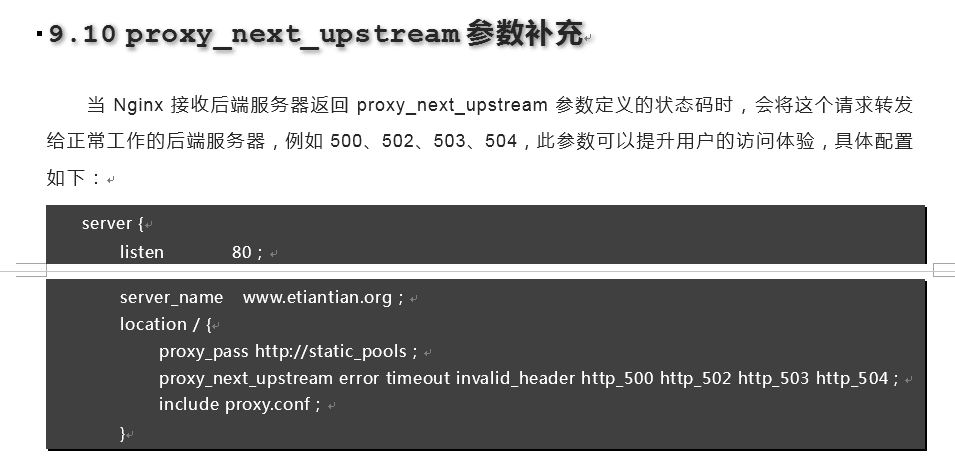 9.10 proxy_next_upstream 参数补充
当 Nginx 接收后端服务器返回 proxy_next_upstream 参数定义的状态码时，会将这个请求转发
给正常工作的后端服务器，例如 500、502、503、504，此参数可以提升用户的访问体验，具体配置
如下：
server {
listen 80；
server_name www.etiantian.org；
location / {
proxy_pass http://static_pools；
proxy_next_upstream error timeout invalid_header http_500 http_502 http_503 http_504；
include proxy.conf；
}